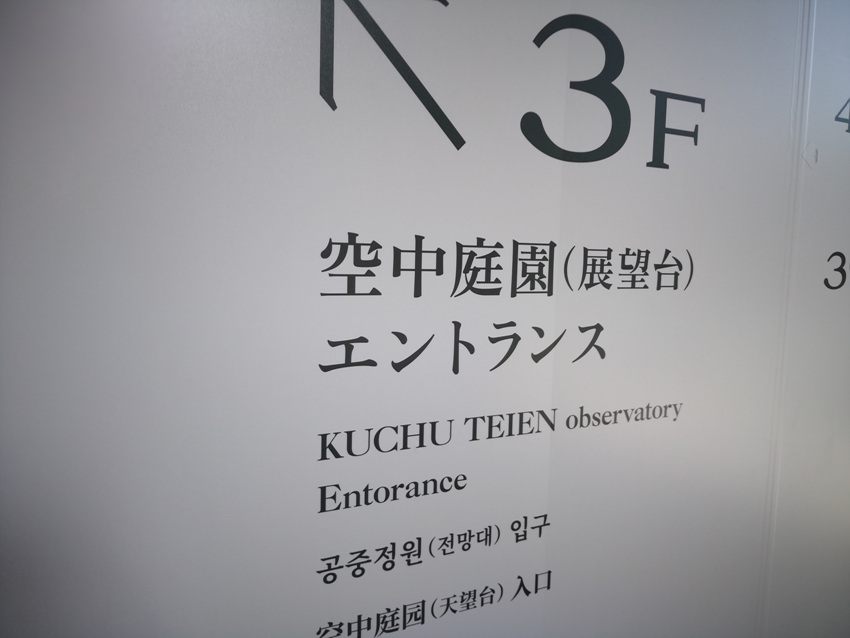 3F
空中庭園(展望台)
エントランス
KUCHU TEIEN observatory
Entorance
공중정원(전망대) 입구
空中庭园(天望台)入口
3